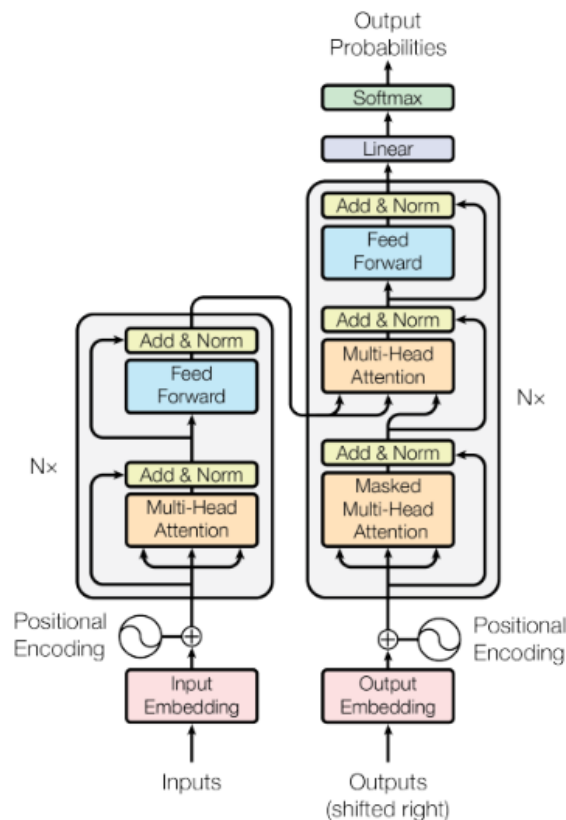 Output
Probabilities
Softmax
Linear
Add & Norm
Feed
Forward
Add & Norm
Multi-Head
Attention
Nx
Add & Norm
Masked
Multi-Head
Attention
Add & Norm
Feed
Forward
Nx
Add & Norm
Multi-Head
Attention
Positional
Encoding
Positional
Encoding
Input
Embedding
Output
Embedding
Inputs
Outputs
(shifted right)